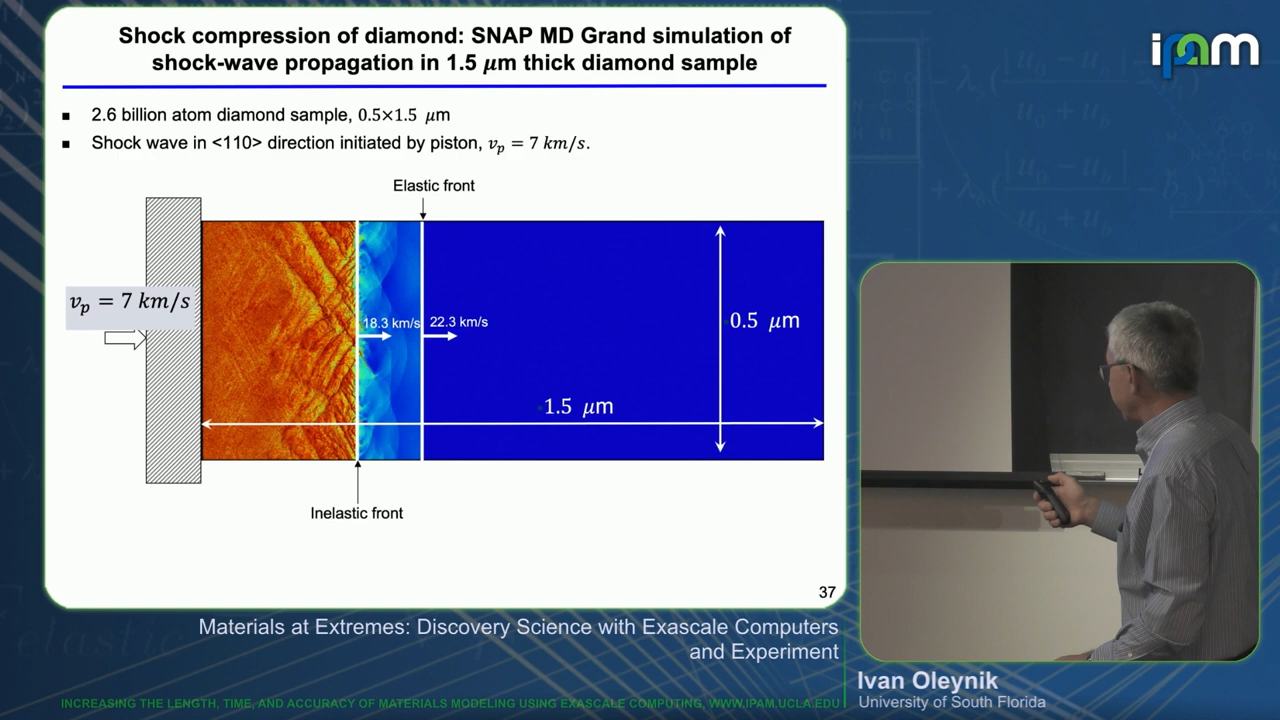 Shock compression of diamond: SNAP MD Grand simulation of
shock-wave propagation in 1.5 𝜇m thick diamond sample
▪ 2.6 billion atom diamond sample, 0.5×1.5 𝜇m
▪ Shock wave in <110> direction initiated by piston, 𝑣ₚ = 7 𝑘𝑚/𝑠.
Elastic front
𝑣ₚ = 7 𝑘𝑚/𝑠
18.3 km/s
22.3 km/s
0.5 𝜇m
1.5 𝜇m
Inelastic front
37
ipam
Materials at Extremes: Discovery Science with Exascale Computers
and Experiment
Ivan Oleynik
University of South Florida
INCREASING THE LENGTH, TIME, AND ACCURACY OF MATERIALS MODELING USING EXASCALE COMPUTING, WWW.IPAM.UCLA.EDU